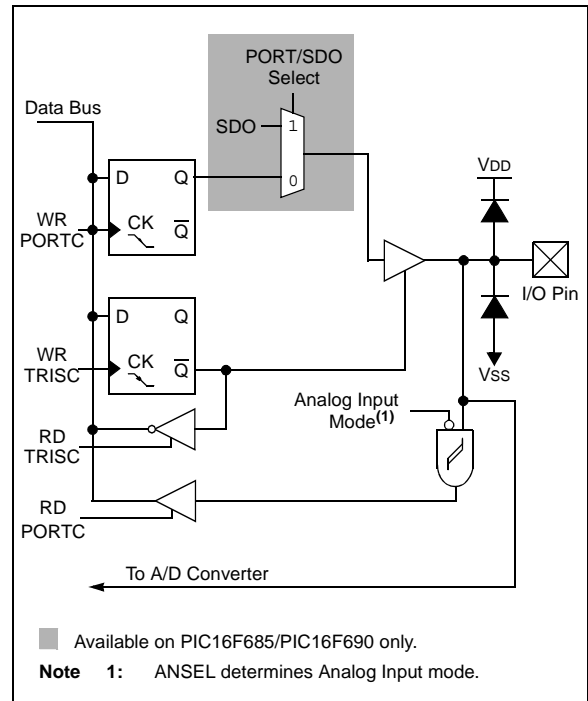 PORT/SDO
Select
Data Bus
SDO
1
0
D
Q
WR
PORTC
CK
Q
VDD
I/O Pin
D
Q
WR
TRISC
CK
Q
VSS
Analog Input
Mode(1)
RD
TRISC
RD
PORTC
To A/D Converter
Available on PIC16F685/PIC16F690 only.
Note 1: ANSEL determines Analog Input mode.